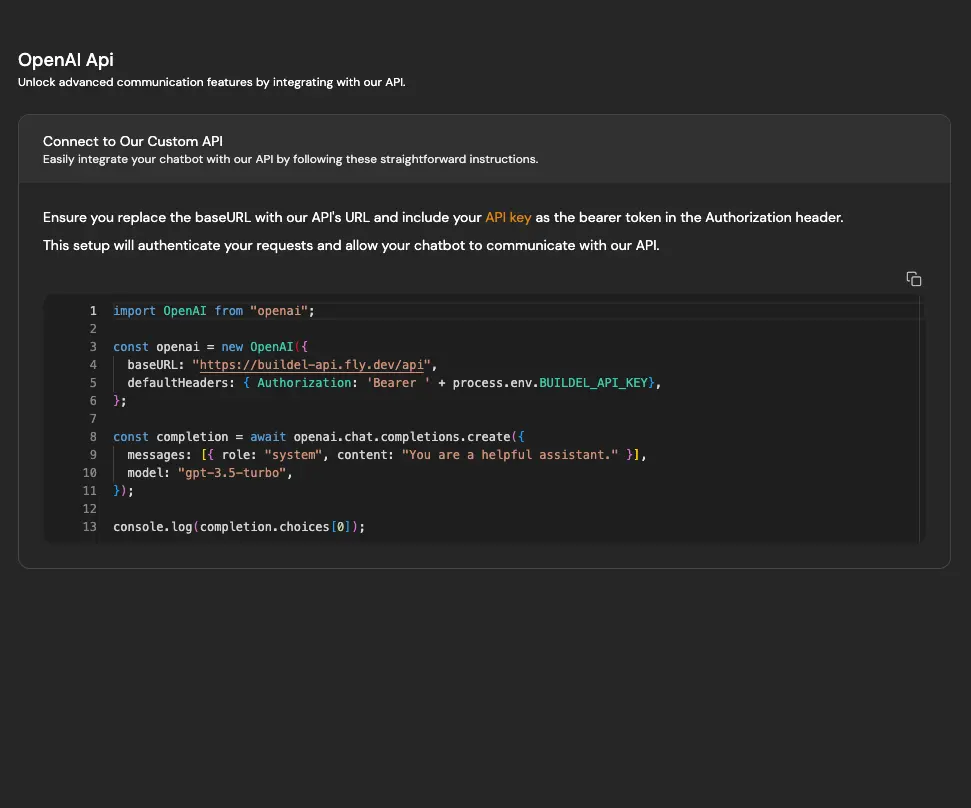 OpenAI Api
Unlock advanced communication features by integrating with our API.
Connect to Our Custom API
Easily integrate your chatbot with our API by following these straightforward instructions.
Ensure you replace the baseURL with our API's URL and include your API key as the bearer token in the Authorization header.
This setup will authenticate your requests and allow your chatbot to communicate with our API.
1 import OpenAI from "openai";
2
3 const openai = new OpenAI({
4   baseURL: "https://buildel-api.fly.dev/api",
5   defaultHeaders: { Authorization: 'Bearer ' + process.env.BUILDEL_API_KEY},
6 };
7
8 const completion = await openai.chat.completions.create({
9   messages: [{ role: "system", content: "You are a helpful assistant." }],
10   model: "gpt-3.5-turbo",
11 });
12
13 console.log(completion.choices[0]);